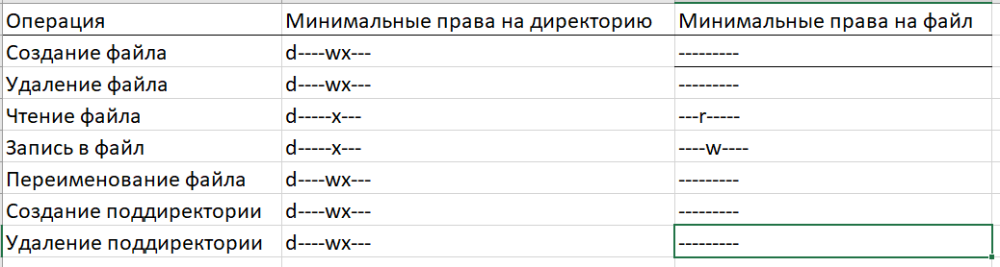 Операция Минимальные права на директорию Минимальные права на файл
Создание файла d----wx--- ---------
Удаление файла d----wx--- ---------
Чтение файла d-----x--- ---r-----
Запись в файл d-----x--- ----w----
Переименование файла d----wx--- ---------
Создание поддиректории d----wx--- ---------
Удаление поддиректории d----wx--- ---------